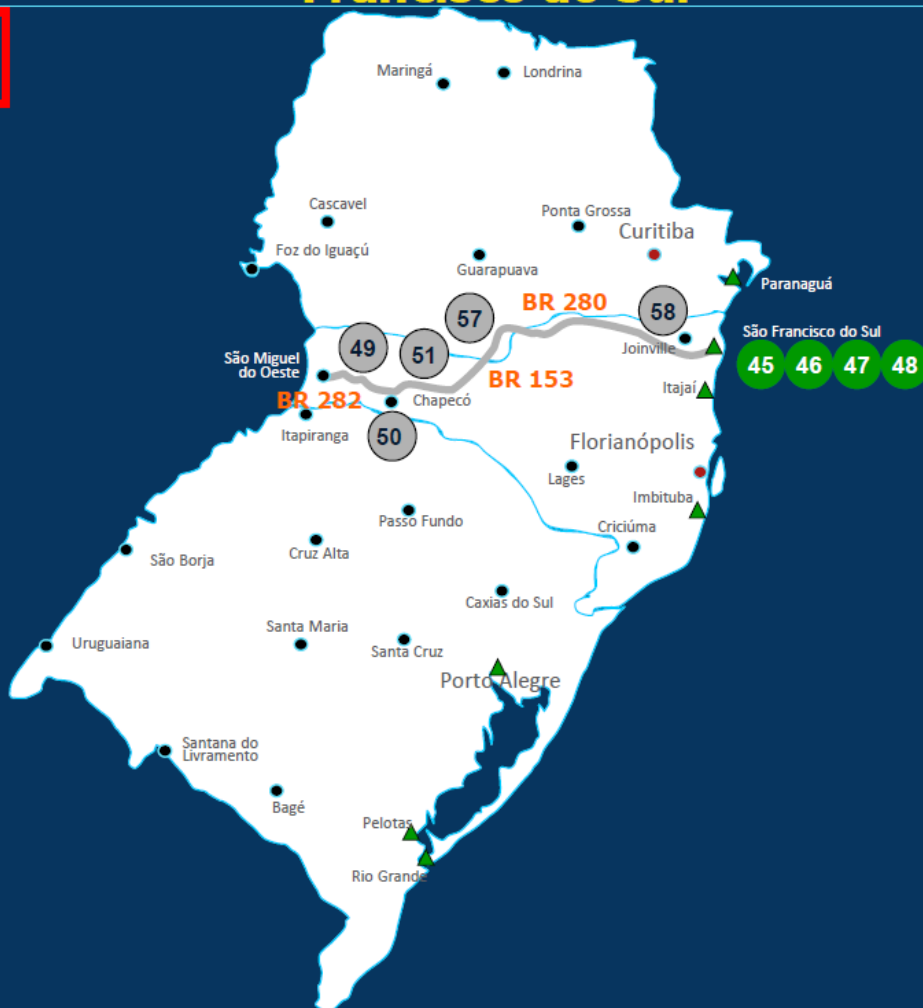 Francisco do Sul
Maringá
Londrina
Cascavel
Ponta Grossa
Curitiba
Foz do Iguaçú
Guarapuava
Paranaguá
BR 280
58
57
São Francisco do Sul
49
51
Joinville
45 46 47 48
São Miguel
do Oeste
BR 153
Itajaí
BR 282
Chapecó
Itapiranga
50
Florianópolis
Lages
Imbituba
Passo Fundo
Criciúma
Cruz Alta
São Borja
Caxias do Sul
Santa Maria
Uruguaiana
Santa Cruz
Porto Alegre
Santana do
Livramento
Bagé
Pelotas
Rio Grande